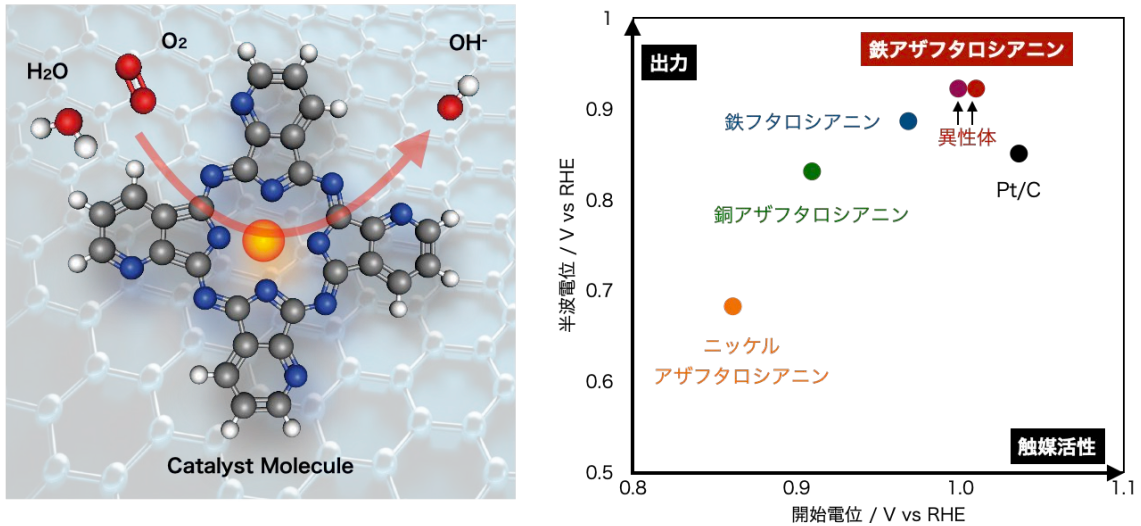 H₂O
O₂
OH⁻
Catalyst Molecule
半波電位 / V vs RHE
1
0.9
0.8
0.7
0.6
0.5
出力
鉄アザフタロシアニン
鉄フタロシアニン
異性体
Pt/C
銅アザフタロシアニン
ニッケル
アザフタロシアニン
触媒活性
0.8
0.9
1.0
1.1
開始電位 / V vs RHE